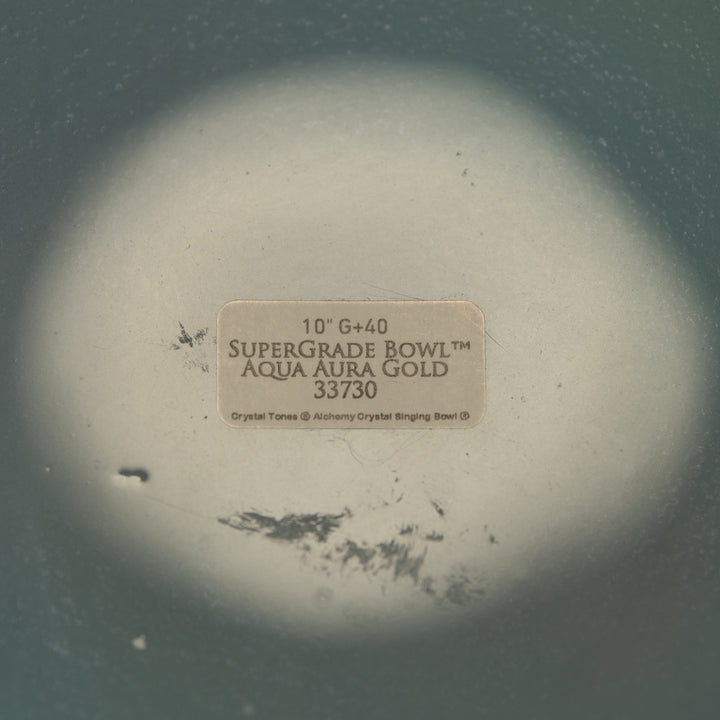 10" G+40
SUPERGRADE BOWL™
AQUA AURA GOLD
33730
Crystal Tones ® Alchemy Crystal Singing Bowl ®